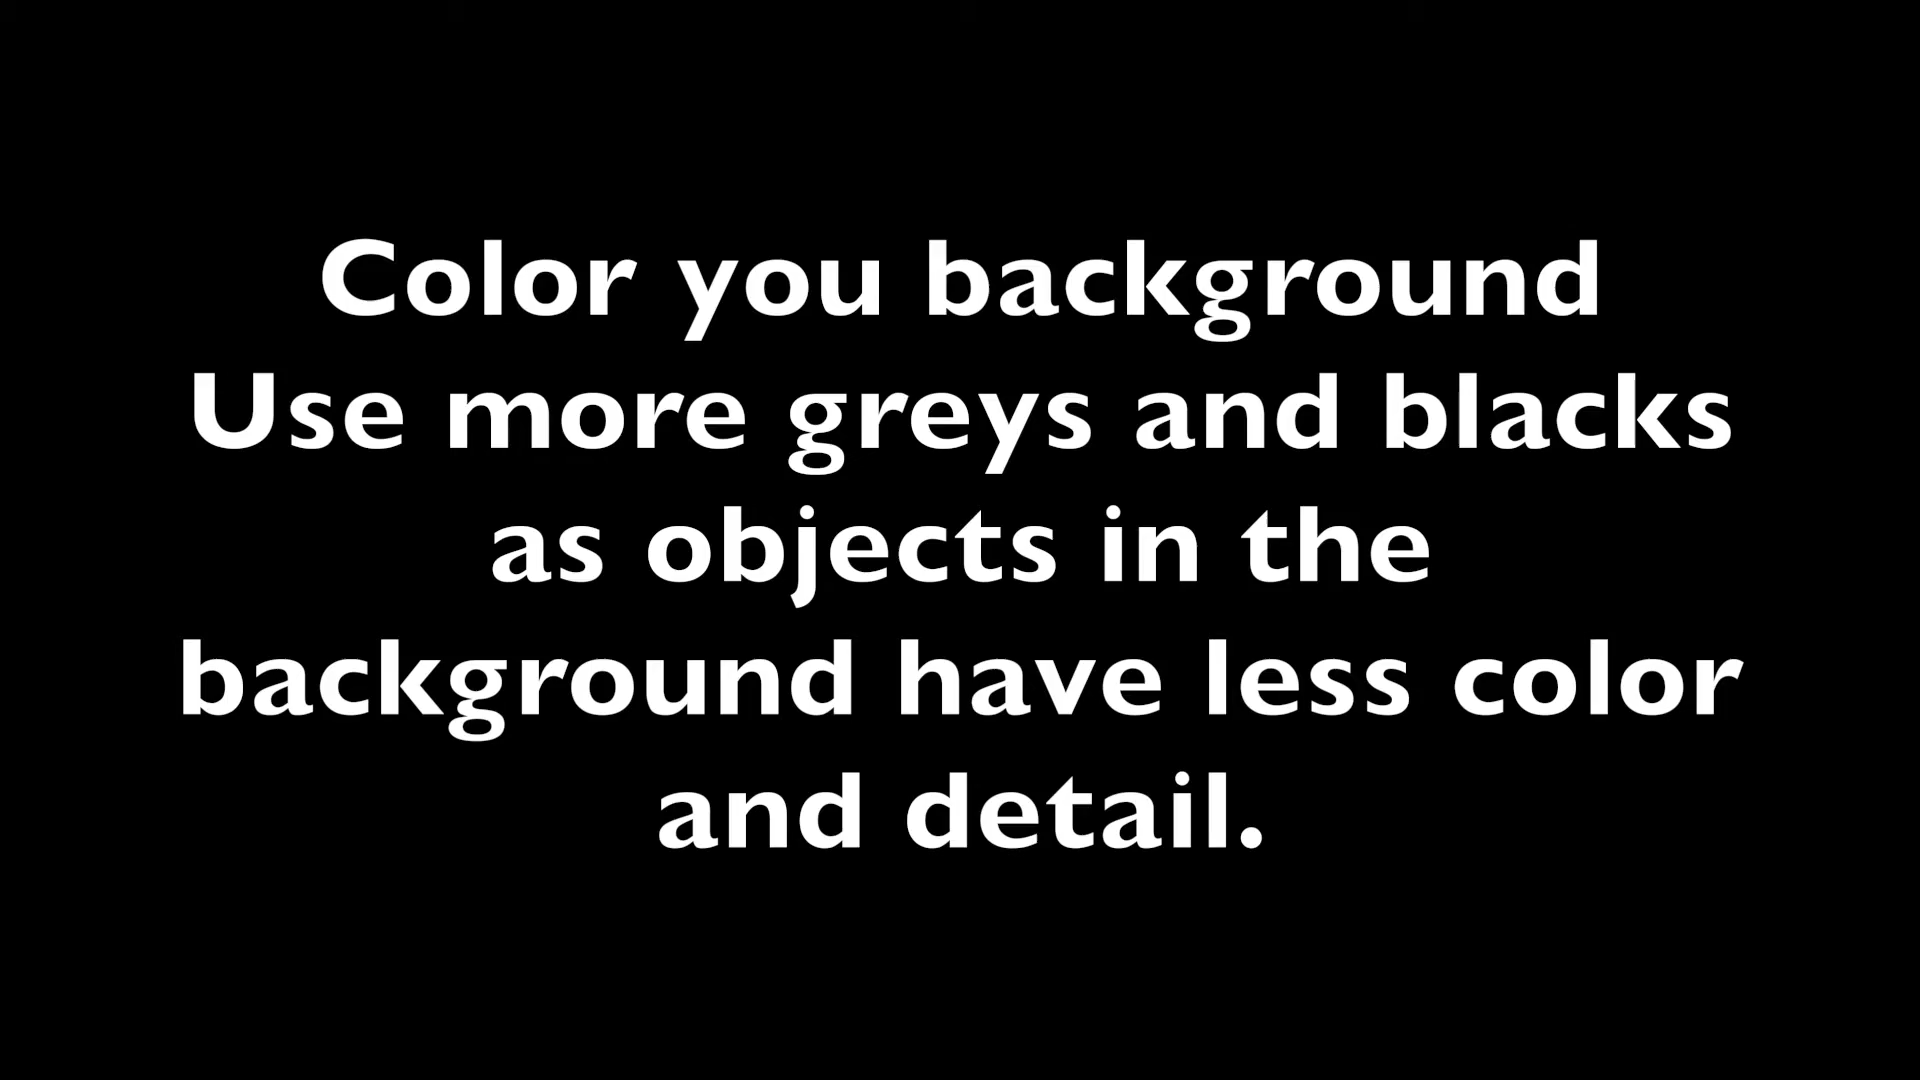 Color you background
Use more greys and blacks
as objects in the
background have less color
and detail.